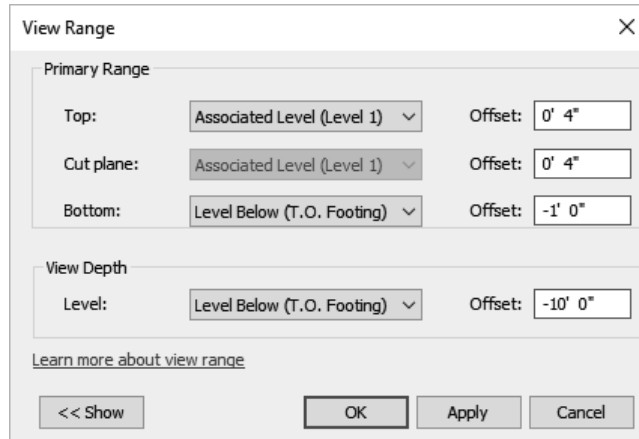 View Range
Primary Range
Top: Associated Level (Level 1) Offset: 0' 4"
Cut plane: Associated Level (Level 1) Offset: 0' 4"
Bottom: Level Below (T.O. Footing) Offset: -1' 0"
View Depth
Level: Level Below (T.O. Footing) Offset: -10' 0"
Learn more about view range
<< Show OK Apply Cancel